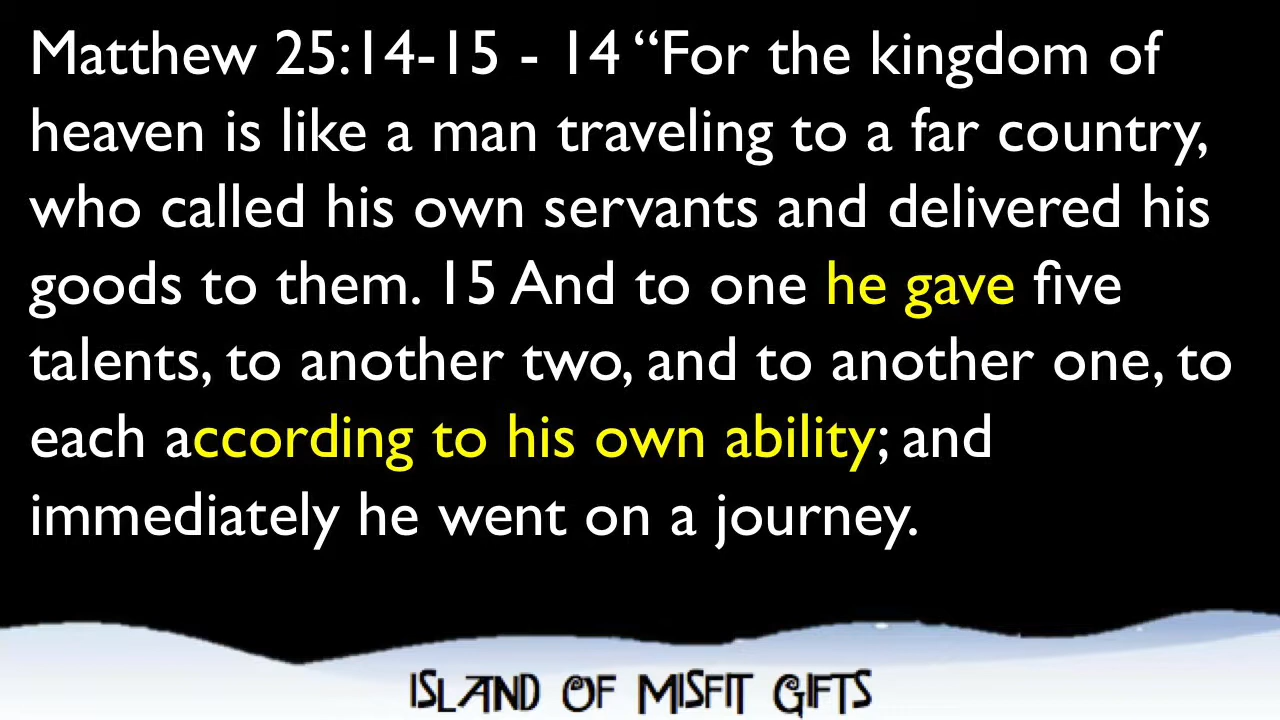 Matthew 25:14-15 - 14 “For the kingdom of
heaven is like a man traveling to a far country,
who called his own servants and delivered his
goods to them. 15 And to one he gave five
talents, to another two, and to another one, to
each according to his own ability; and
immediately he went on a journey.
ISLAND OF MISFIT GIFTS